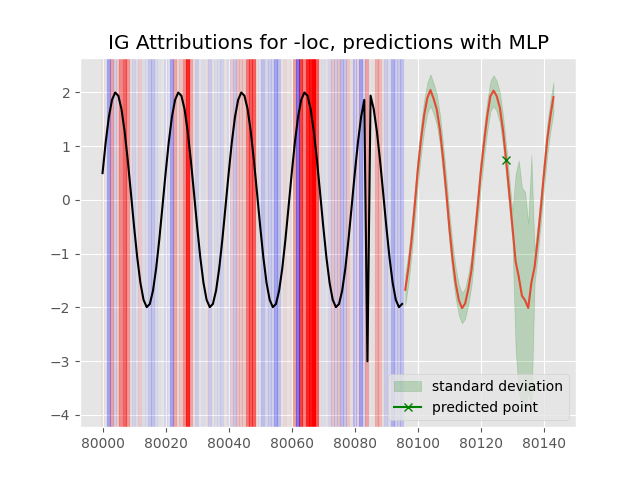 IG Attributions for -loc, predictions with MLP
2
1
0
−1
−2
−3
−4
standard deviation
predicted point
80000 80020 80040 80060 80080 80100 80120 80140